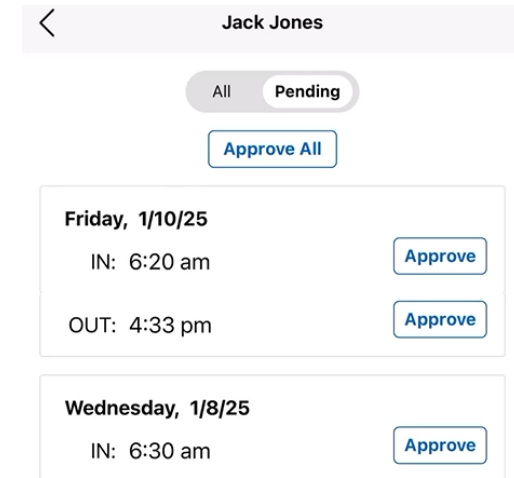 Jack Jones
All Pending
Approve All
Friday, 1/10/25
IN: 6:20 am Approve
OUT: 4:33 pm Approve
Wednesday, 1/8/25
IN: 6:30 am Approve